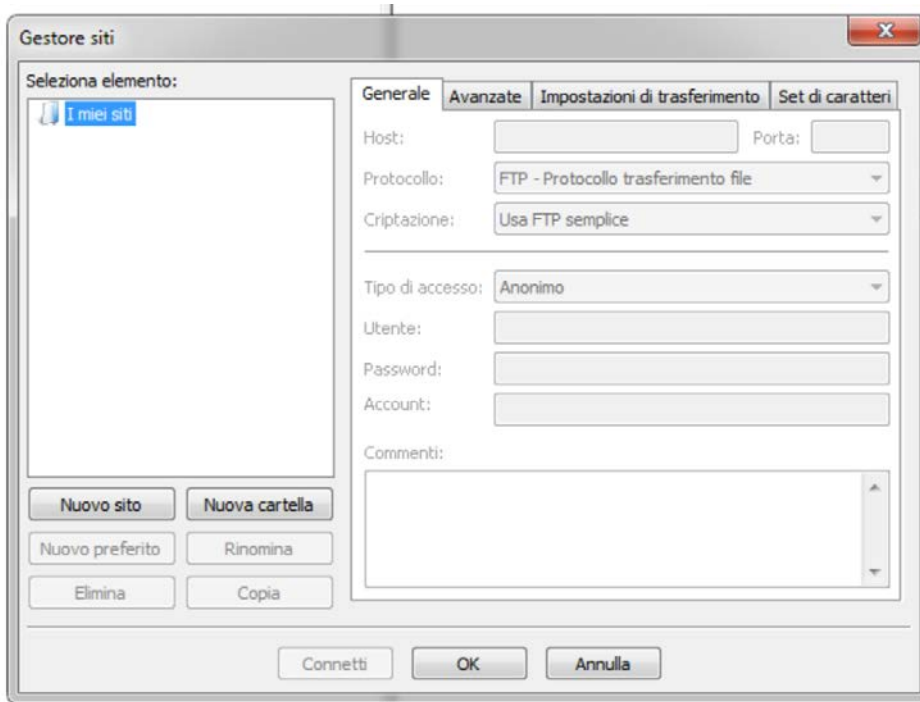 Gestore siti
Seleziona elemento:
I miei siti
Nuovo sito
Nuova cartella
Nuovo preferito
Rinomina
Elimina
Copia
Generale
Avanzate
Impostazioni di trasferimento
Set di caratteri
Host:
Porta:
Protocollo:
FTP - Protocollo trasferimento file
Criptazione:
Usa FTP semplice
Tipo di accesso:
Anonimo
Utente:
Password:
Account:
Commenti:
Connetti
OK
Annulla